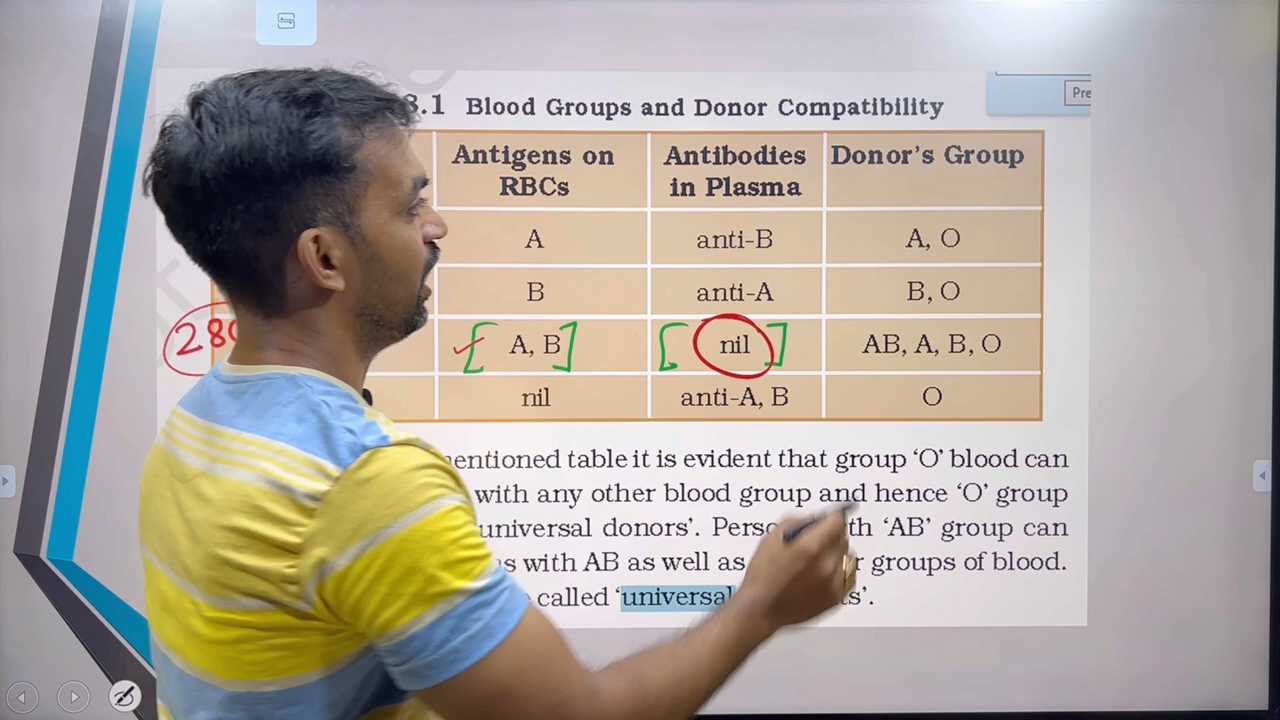 8.1 Blood Groups and Donor Compatibility
Pre
Antigens on RBCs Antibodies in Plasma Donor's Group
A anti-B A, O
B anti-A B, O
28
A, B nil AB, A, B, O
nil anti-A, B O
mentioned table it is evident that group ‘O’ blood can
with any other blood group and hence ‘O’ group
universal donors’. Perso th ‘AB’ group can
s with AB as well as groups of blood.
called ‘universal ts’.